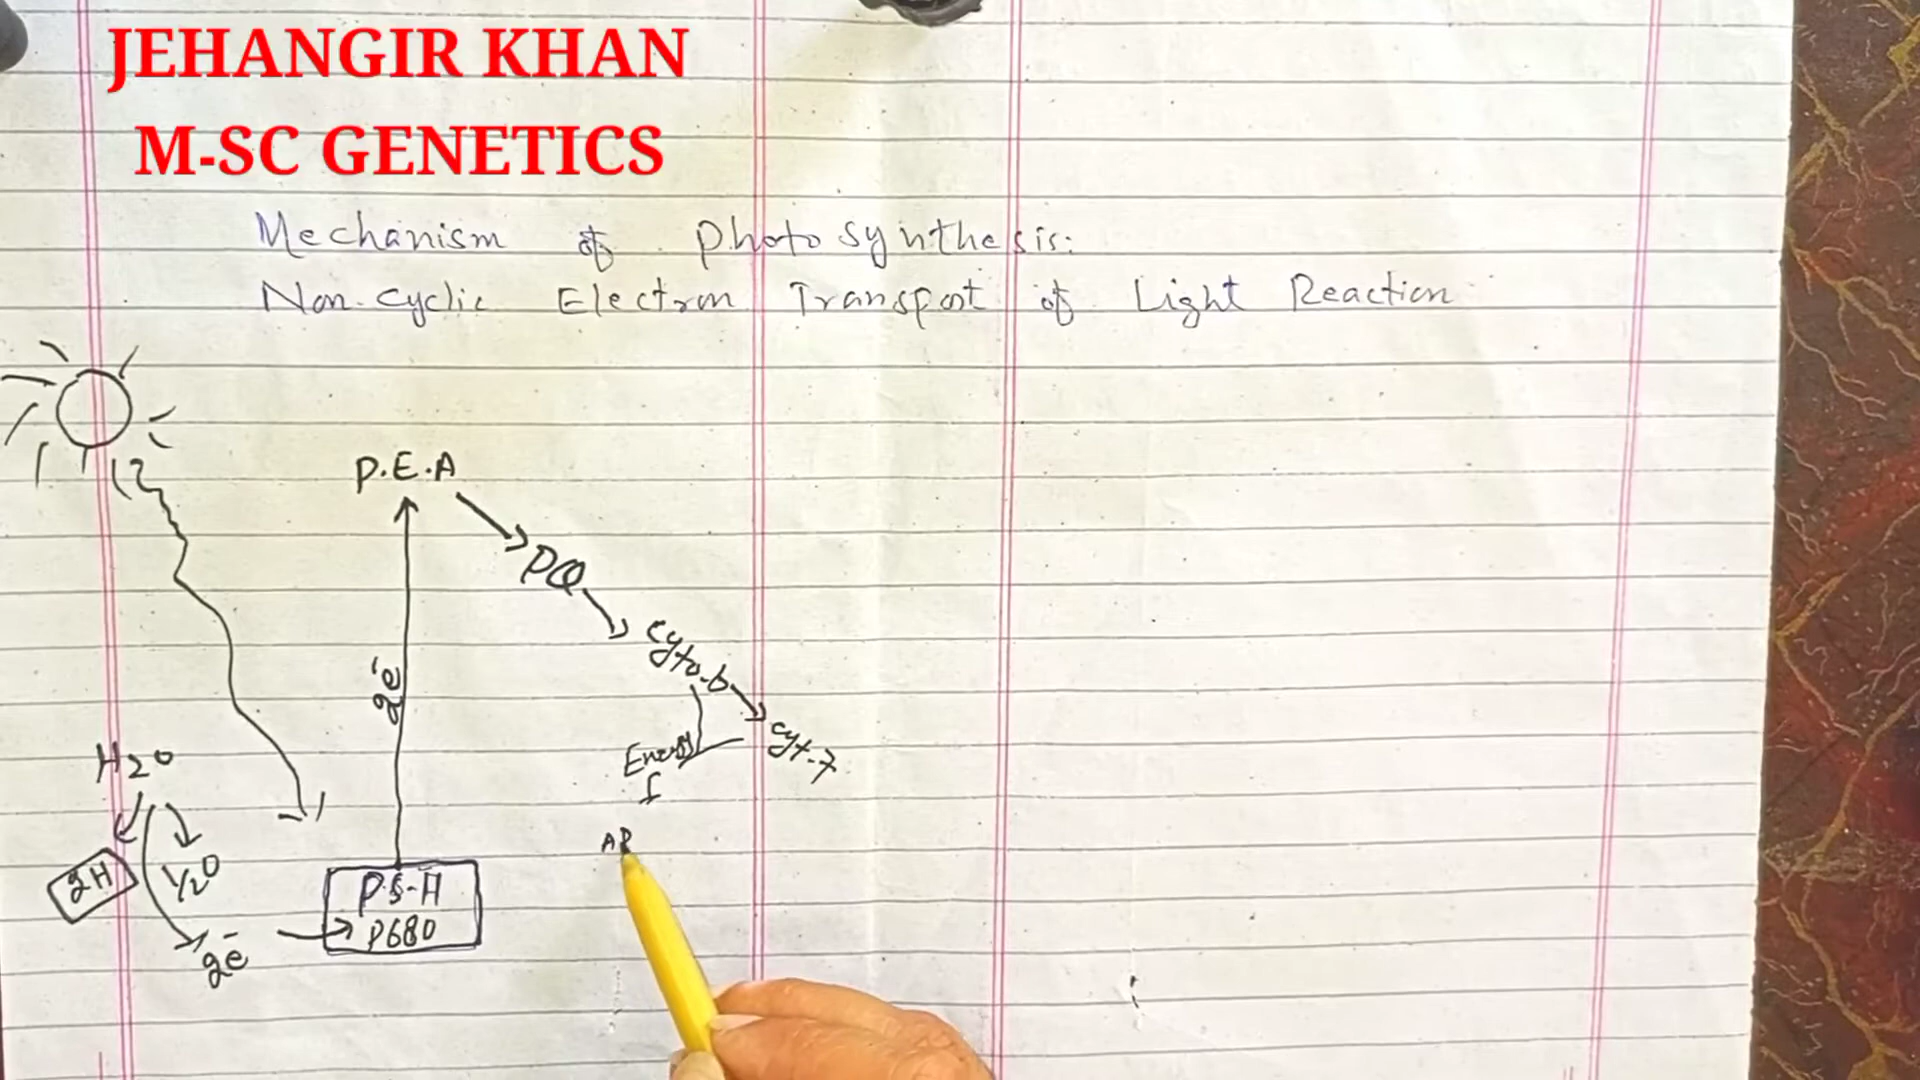 JEHANGIR KHAN
M-SC GENETICS
Mechanism of photosynthesis:
Non-cyclic Electron Transport of Light Reaction
P.E.A
PQ
Cyto-b
2e
Cyt-f
Energy
H2O
2H
1/2O
2e-
P.S-II
P680